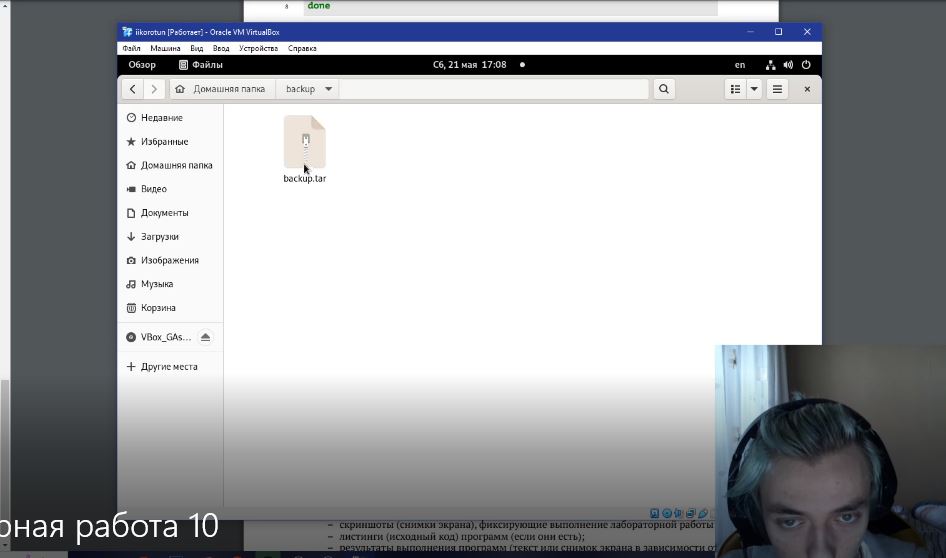 8 done
iikorotun [Работает] - Oracle VM VirtualBox
Файл Машина Вид Ввод Устройства Справка
Обзор Файлы Сб, 21 мая 17:08 en
Домашняя папка backup
Недавние
Избранные
Домашняя папка
Видео
Документы
Загрузки
Изображения
Музыка
Корзина
VBox_GAs...
Другие места
backup.tar
рная работа 10
– скриншоты (снимки экрана), фиксирующие выполнение лабораторной работы
– листинги (исходный код) программ (если они есть);
– результаты выполнения программ (текст или снимок экрана в зависимости от